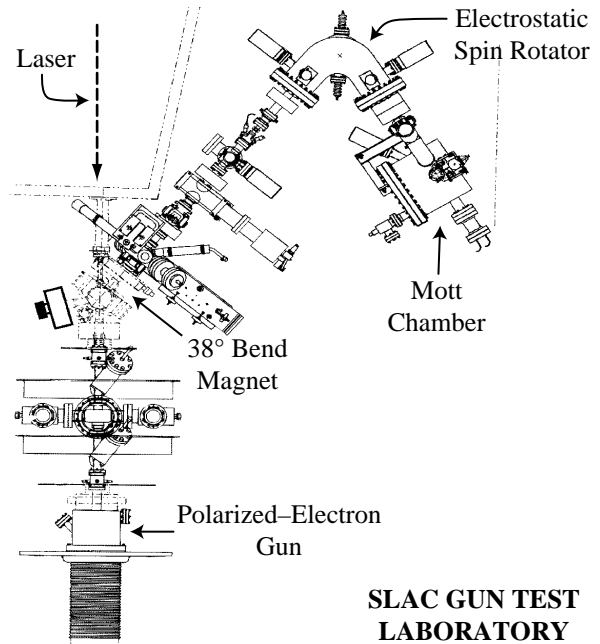 Electrostatic
Spin Rotator
Laser
Mott
Chamber
38° Bend
Magnet
Polarized–Electron
Gun
SLAC GUN TEST
LABORATORY